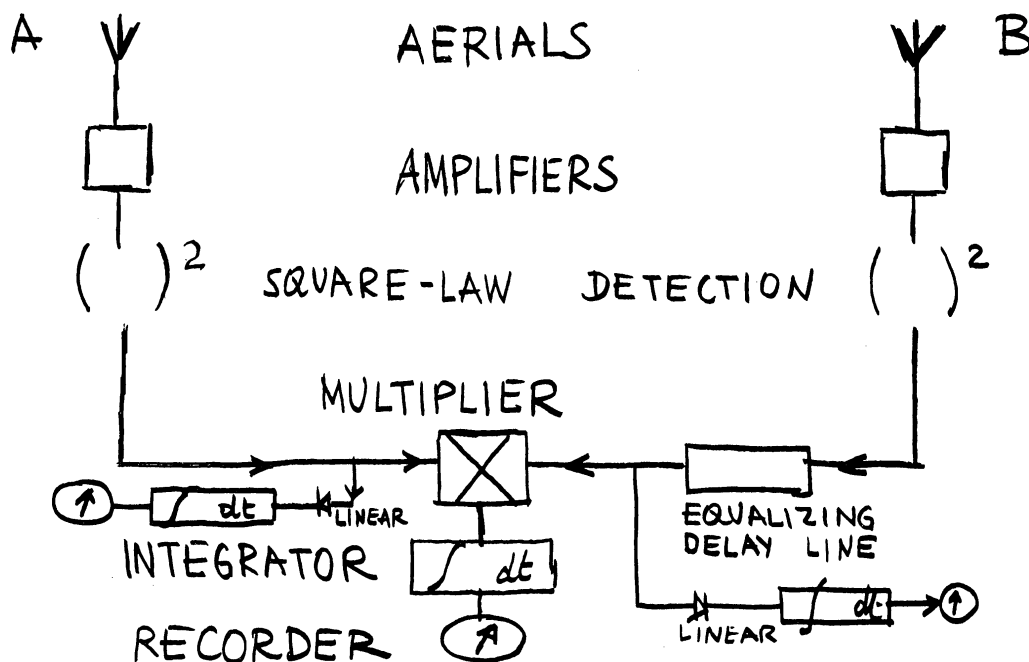 A AERIALS B
AMPLIFIERS
( )² SQUARE-LAW DETECTION ( )²
MULTIPLIER
∫ dt LINEAR
EQUALIZING
DELAY LINE
INTEGRATOR
∫ dt
LINEAR ∫ dt
RECORDER